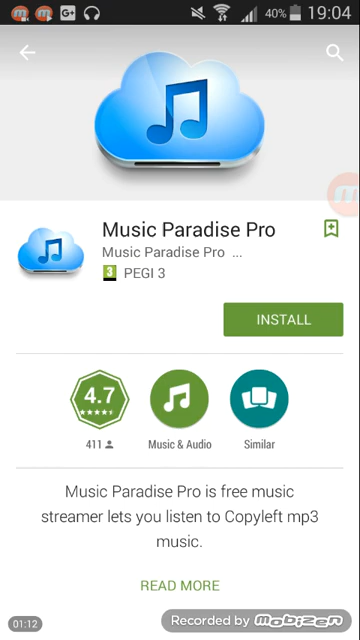 40% 19:04
Music Paradise Pro
Music Paradise Pro ...
3 PEGI 3
INSTALL
4.7
411
Music & Audio
Similar
Music Paradise Pro is free music
streamer lets you listen to Copyleft mp3
music.
READ MORE
01:12
Recorded by mobizen